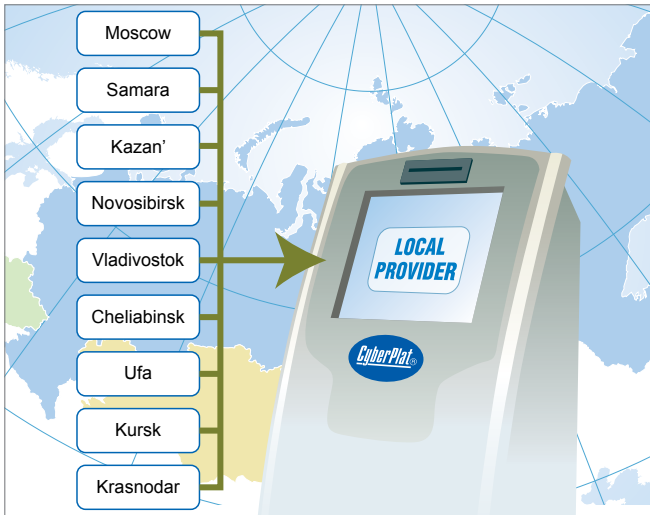 Moscow
Samara
Kazan'
Novosibirsk
Vladivostok
Cheliabinsk
Ufa
Kursk
Krasnodar
LOCAL
PROVIDER
CyberPlat®